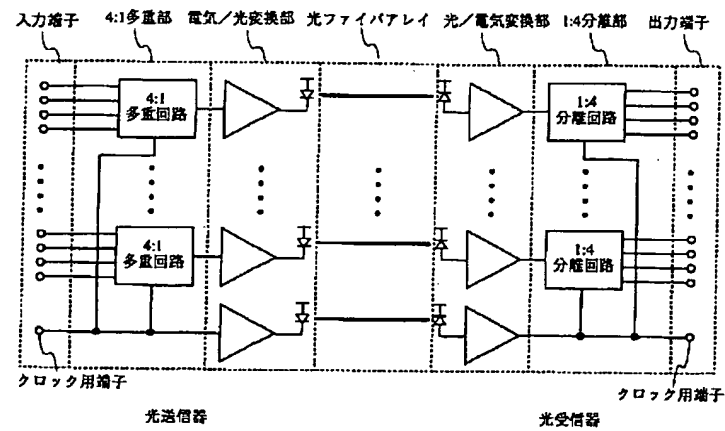 入力端子
4:1多重部
電気／光変換部
光ファイバアレイ
光／電気変換部
1:4分離部
出力端子
4:1
多重回路
1:4
分離回路
4:1
多重回路
1:4
分離回路
クロック用端子
クロック用端子
光送信器
光受信器